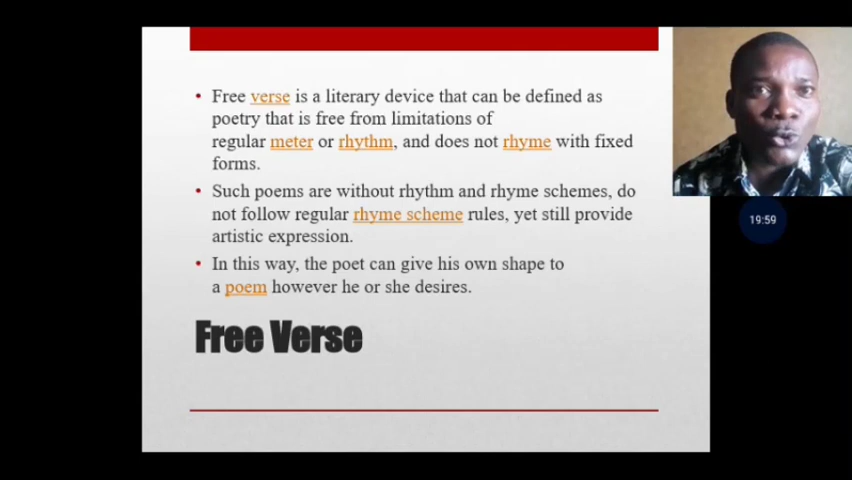 Free verse is a literary device that can be defined as
poetry that is free from limitations of
regular meter or rhythm, and does not rhyme with fixed
forms.
Such poems are without rhythm and rhyme schemes, do
not follow regular rhyme scheme rules, yet still provide
artistic expression.
In this way, the poet can give his own shape to
a poem however he or she desires.
Free Verse
19:59